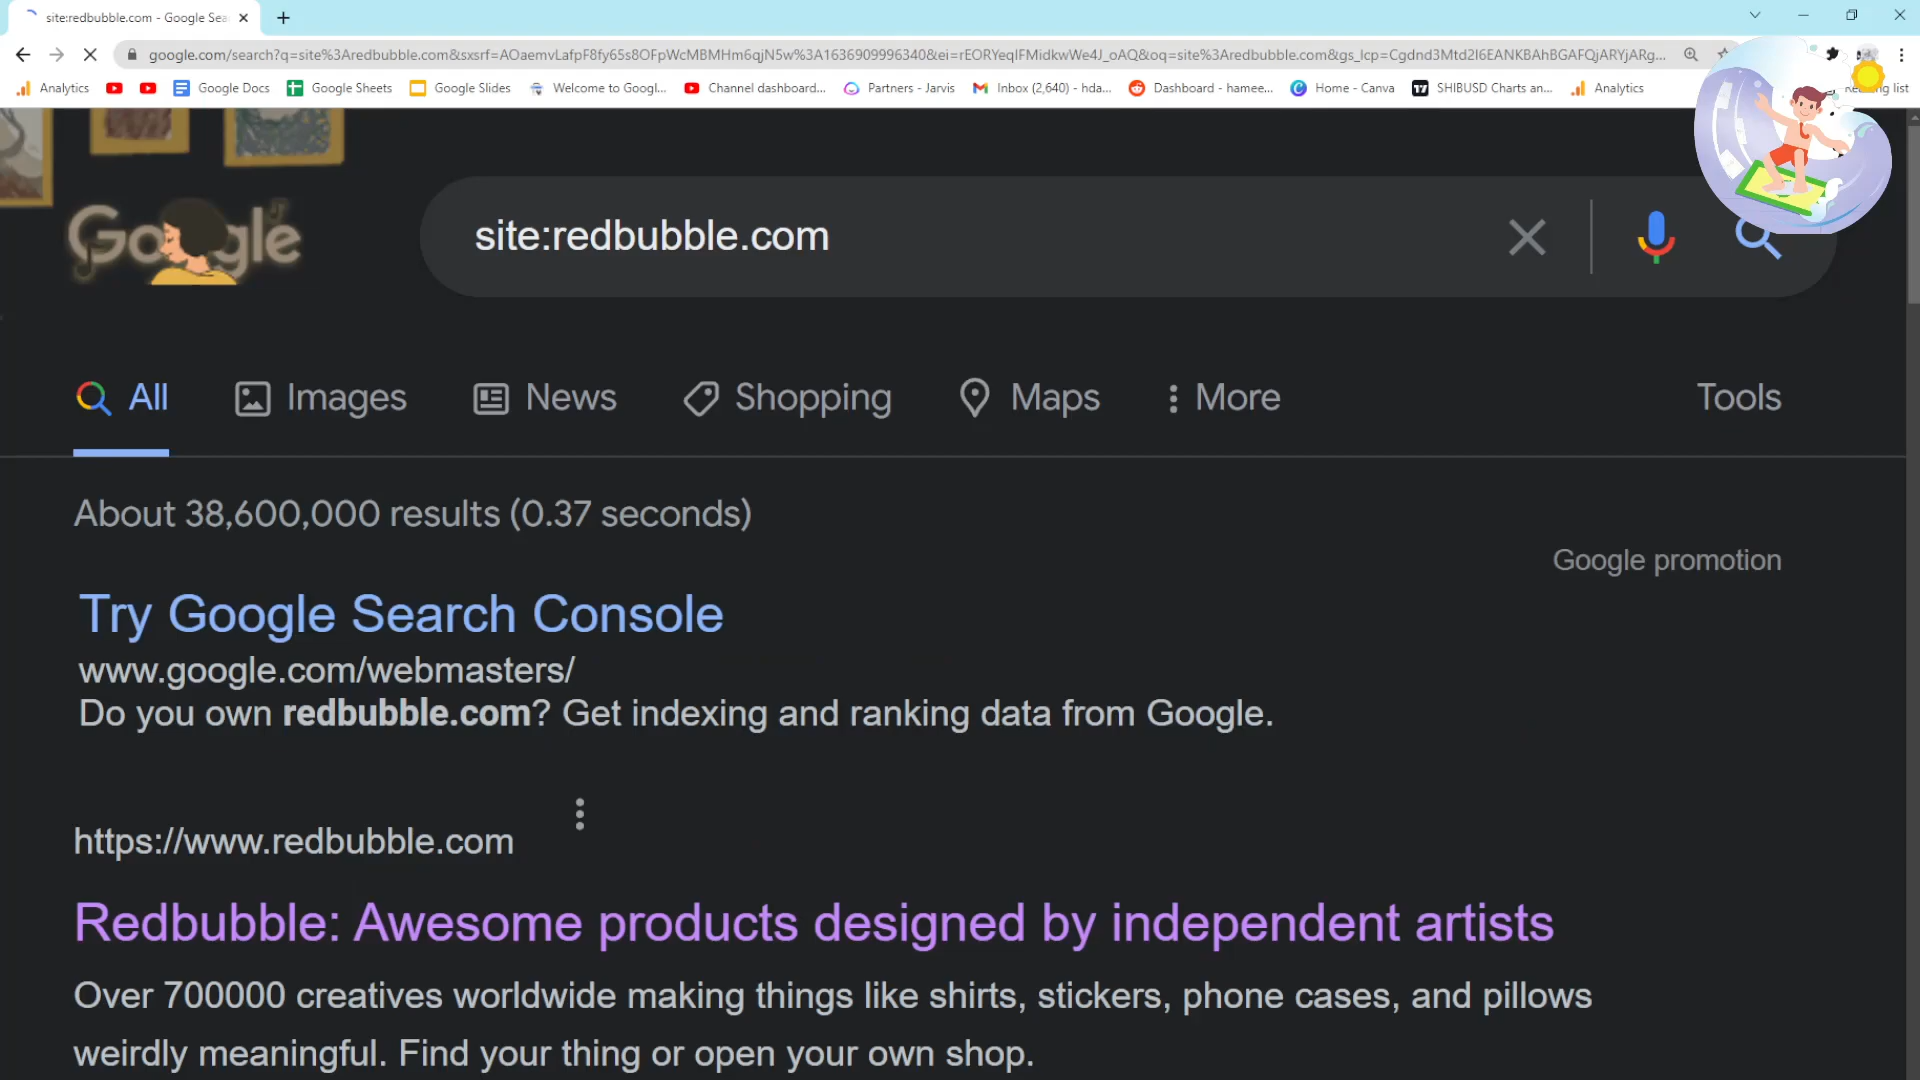 site:redbubble.com - Google Sea
google.com/search?q=site%3Aredbubble.com&sxsrf=AOaemvLafpF8fy65s8OFpWcMBMHm6qjN5w%3A1636909996340&ei=rEORYeqIFMidkwWe4J_oAQ&oq=site%3Aredbubble.com&gs_lcp=Cgdnd3Mtd2l6EANKBAhBGAFQjARYjARg...
Analytics Google Docs Google Sheets Google Slides Welcome to Googl... Channel dashboard... Partners - Jarvis Inbox (2,640) - hda... Dashboard - hamee... Home - Canva SHIBUSD Charts an... Analytics list
Google
site:redbubble.com
All Images News Shopping Maps More Tools
About 38,600,000 results (0.37 seconds)
Google promotion
Try Google Search Console
www.google.com/webmasters/
Do you own redbubble.com? Get indexing and ranking data from Google.
https://www.redbubble.com
Redbubble: Awesome products designed by independent artists
Over 700000 creatives worldwide making things like shirts, stickers, phone cases, and pillows
weirdly meaningful. Find your thing or open your own shop.